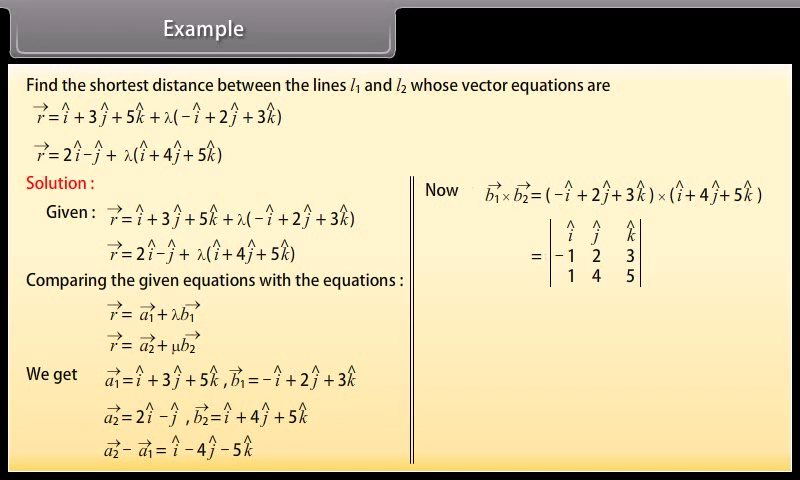 Example
Find the shortest distance between the lines l₁ and l₂ whose vector equations are
r⃗ = î + 3ĵ + 5k̂ + λ(−î + 2ĵ + 3k̂)
r⃗ = 2î − ĵ + λ(î + 4ĵ + 5k̂)
Solution :
Given : r⃗ = î + 3ĵ + 5k̂ + λ(−î + 2ĵ + 3k̂)
r⃗ = 2î − ĵ + λ(î + 4ĵ + 5k̂)
Comparing the given equations with the equations :
r⃗ = a⃗₁ + λb⃗₁
r⃗ = a⃗₂ + μb⃗₂
We get a⃗₁ = î + 3ĵ + 5k̂ , b⃗₁ = −î + 2ĵ + 3k̂
a⃗₂ = 2î − ĵ , b⃗₂ = î + 4ĵ + 5k̂
a⃗₂ − a⃗₁ = î − 4ĵ − 5k̂
Now b⃗₁ × b⃗₂ = (−î + 2ĵ + 3k̂) × (î + 4ĵ + 5k̂)
î ĵ k̂
= | −1 2 3 |
1 4 5